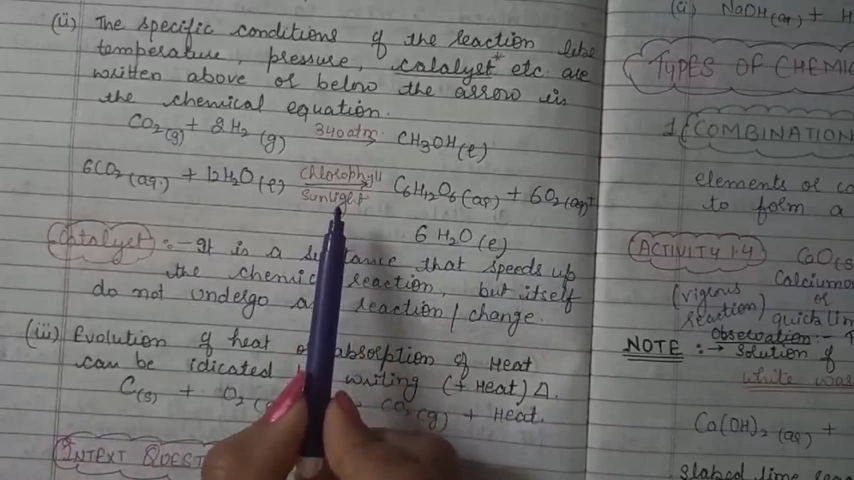 (ii) The specific conditions of the reaction like
temperature, pressure, catalyst* etc. are
written above or below the arrow in
the chemical equation.
CO2(g) + 2H2(g) 340atm→ CH3OH(l)
6CO2(aq.) + 12H2O(l) Chlorophyll→ C6H12O6(aq) + 6O2(aq)+
Sunlight
6H2O(l)
Catalyst :- It is a substance that speeds up
the chemical reaction, but itself
do not undergo a reaction / change.
(iii) Evolution of heat or absorption of Heat
can be idicated writing (+ Heat) Δ.
C(s) + O2(g) → CO2(g) + Heat.
INTEXT QUEST
(ii) NaOH(aq) + H
TYPES OF CHEMIC
1 COMBINATION
elements or co
to form a
ACTIVITY 1.4 CaO(s
(vigrous Calcium
reaction) or
quick lim
Observation:-
NOTE :→ Solution of
white was
Ca(OH)2(aq) +
slaked lime